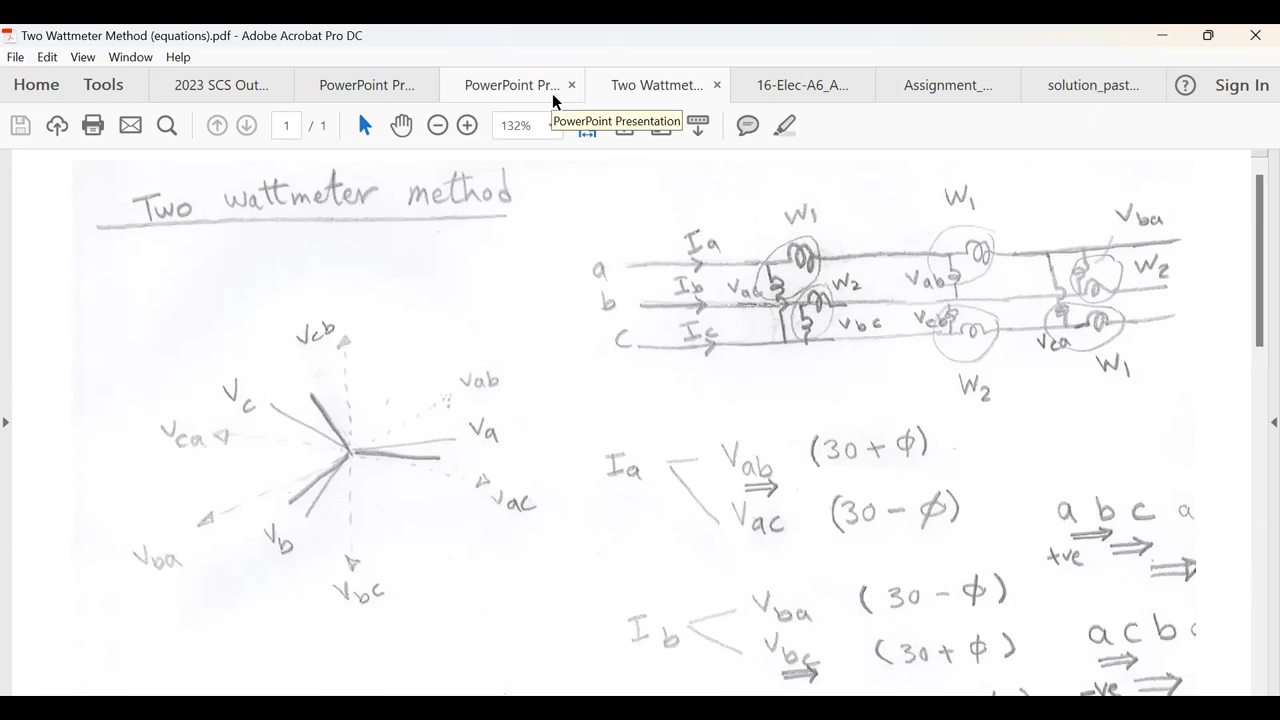 Two Wattmeter Method (equations).pdf - Adobe Acrobat Pro DC
File Edit View Window Help
Home Tools 2023 SCS Out... PowerPoint Pr... PowerPoint Pr... × Two Wattmet... × 16-Elec-A6_A... Assignment_... solution_past... Sign In
1 / 1 132% PowerPoint Presentation
Two wattmeter method
W1 W1 Vba
a Ia
b Ib Vac W2 Vab W2
C Ic Vbc Vcb Vca
W2 W1
Vcb
Vc Vab
Vca Va
Vac
Vb
Vba
Vbc
Ia Vab (30 + ϕ)
Vac (30 - ϕ)
a b c a
+ve
Ib Vba (30 - ϕ)
Vbc (30 + ϕ)
a c b
-ve